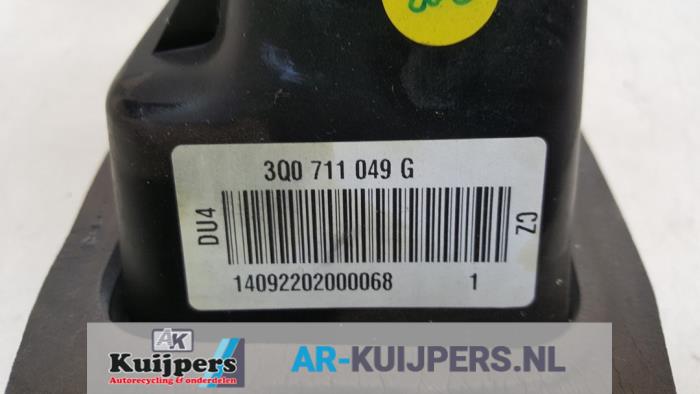 3Q0 711 049 G
DU4
CZ
14092202000068 1
AK
Kuijpers
Autorecycling & onderdelen
AR-KUIJPERS.NL